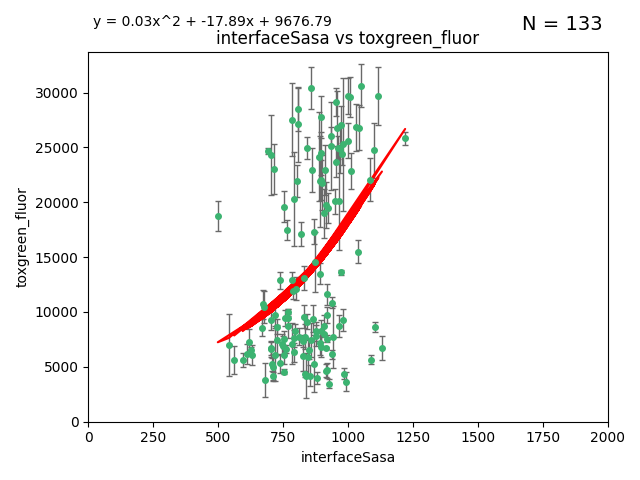 y = 0.03x^2 + -17.89x + 9676.79
N = 133
interfaceSasa vs toxgreen_fluor
toxgreen_fluor
30000
25000
20000
15000
10000
5000
0
0 250 500 750 1000 1250 1500 1750 2000
interfaceSasa